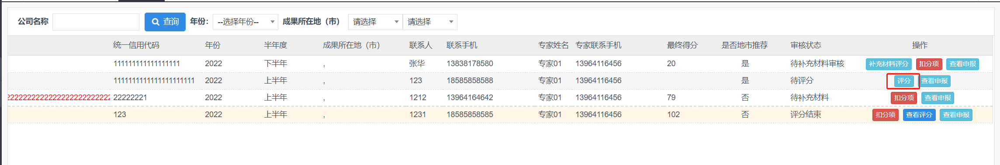 公司名称 查询 年份： --选择年份-- 成果所在地（市） 请选择 请选择
统一信用代码 年份 半年度 成果所在地（市） 联系人 联系手机 专家姓名 专家联系手机 最终得分 是否地市推荐 审核状态 操作
111111111111111111 2022 下半年 , 张华 13838178580 专家01 13964116456 20 是 待补充材料审核 补充材料评分 扣分项 查看申报
1111111111111111111111 2022 上半年 , 123 18585858588 专家01 13964116456 是 待评分 评分 查看申报
222222222222222222222222222 22222221 2022 上半年 , 1212 13964164642 专家01 13964116456 79 否 待补充材料 扣分项 查看申报
123 2022 上半年 , 1231 18585858585 专家01 13964116456 102 否 评分结束 扣分项 查看评分 查看申报